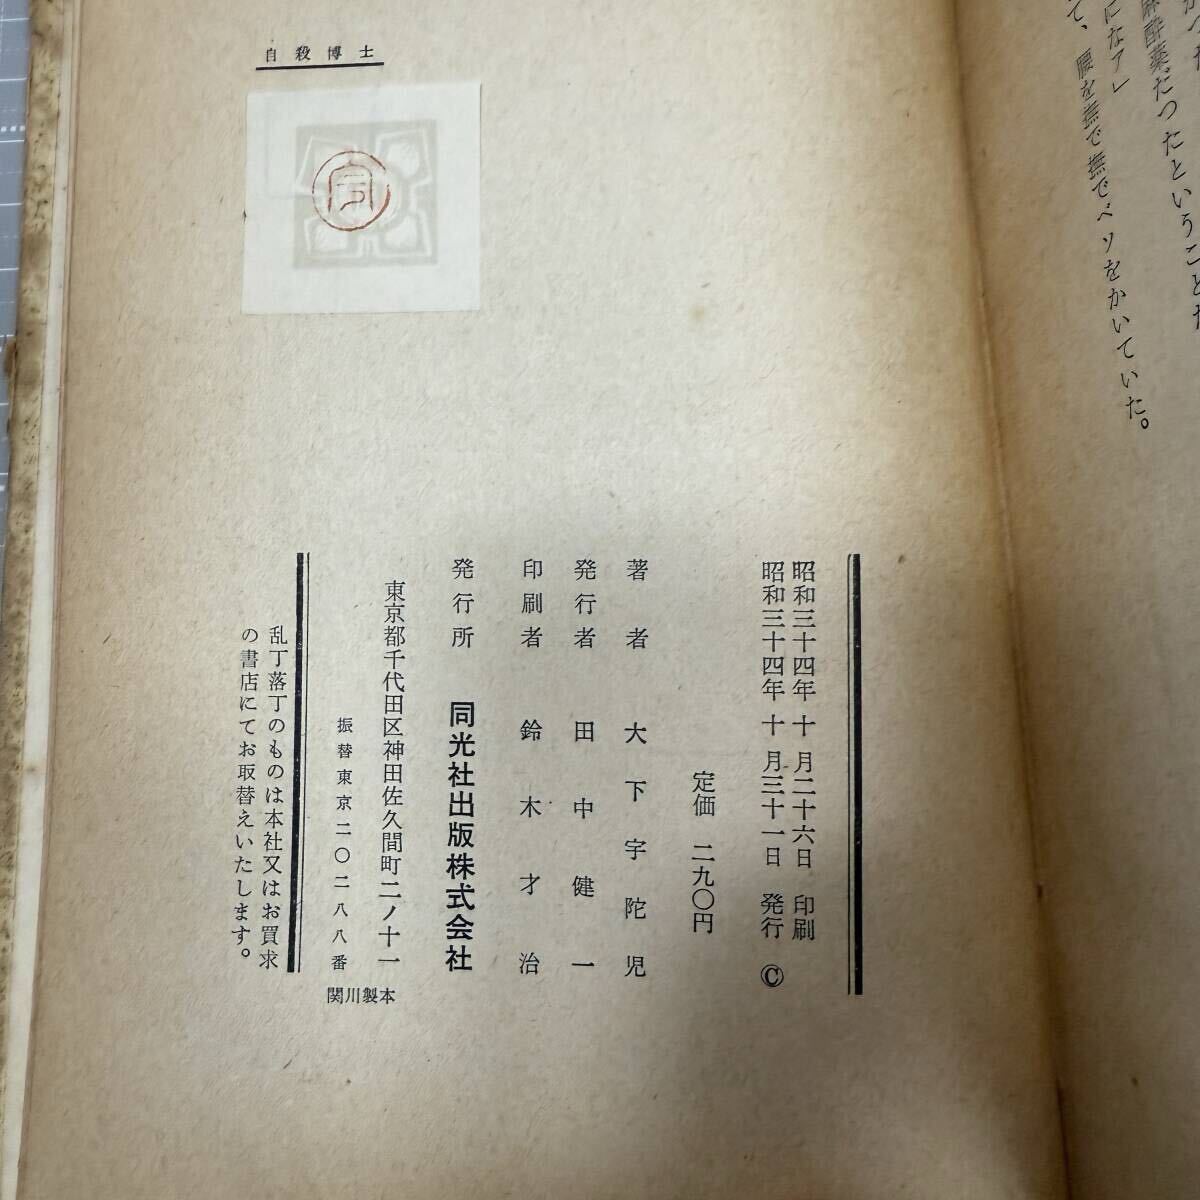 かった
麻酔薬だつたということだ
になア」
て、腰を撫で撫でベソをかいていた。
自殺博士
同
昭和三十四年 十 月二十六日 印刷
昭和三十四年 十 月三十一日 発行 ©
定価 二九〇円
著者 大下宇陀児
発行者 田中健一
印刷者 鈴木才治
発行所 同光社出版株式会社
東京都千代田区神田佐久間町二ノ十一
振替東京二〇二八八番
関川製本
乱丁落丁のものは本社又はお買求
の書店にてお取替えいたします。